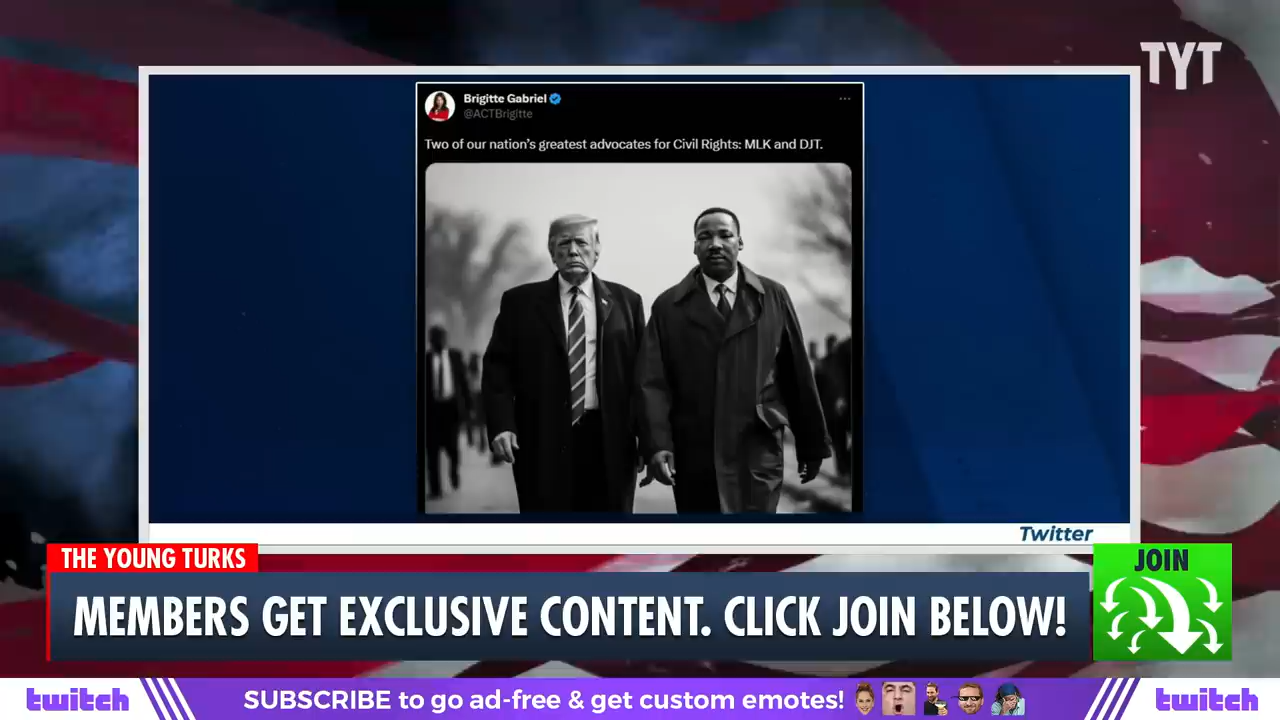 TYT
Brigitte Gabriel
@ACTBrigitte
Two of our nation's greatest advocates for Civil Rights: MLK and DJT.
Twitter
THE YOUNG TURKS
JOIN
MEMBERS GET EXCLUSIVE CONTENT. CLICK JOIN BELOW!
twitch SUBSCRIBE to go ad-free & get custom emotes! twitch